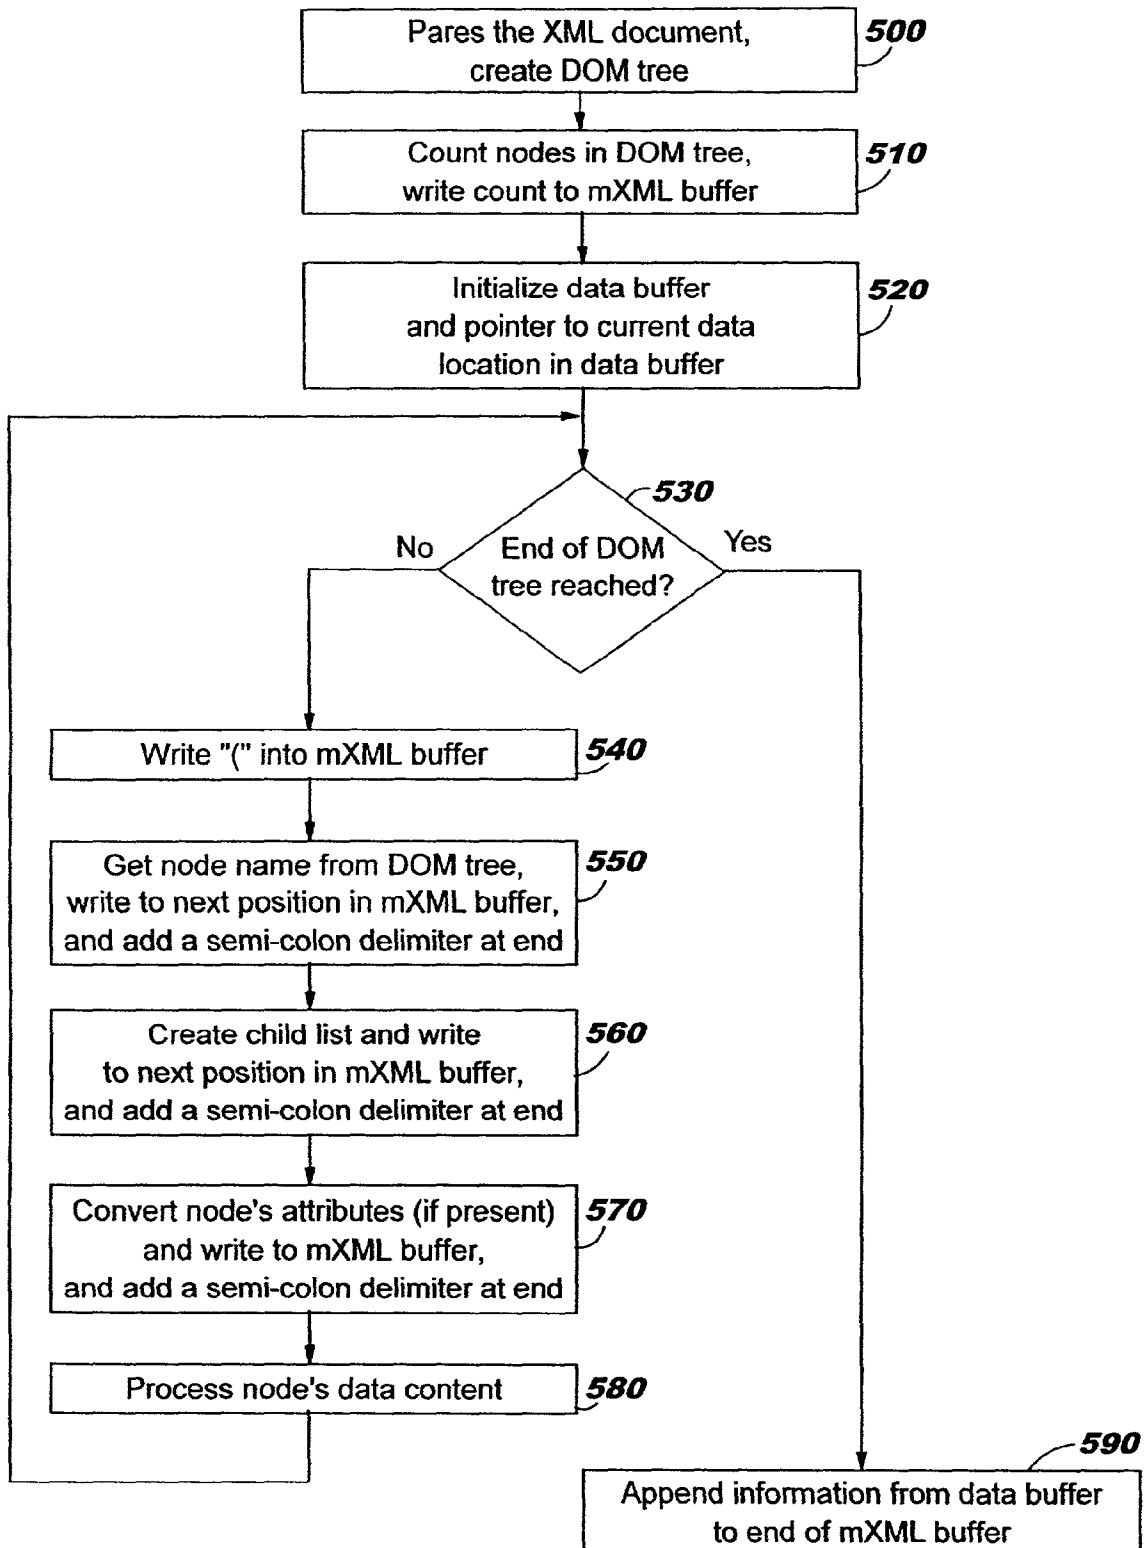 Pares the XML document,
create DOM tree
500
Count nodes in DOM tree,
write count to mXML buffer
510
Initialize data buffer
and pointer to current data
location in data buffer
520
530
No
End of DOM
tree reached?
Yes
Write "(" into mXML buffer
540
Get node name from DOM tree,
write to next position in mXML buffer,
and add a semi-colon delimiter at end
550
Create child list and write
to next position in mXML buffer,
and add a semi-colon delimiter at end
560
Convert node's attributes (if present)
and write to mXML buffer,
and add a semi-colon delimiter at end
570
Process node's data content
580
590
Append information from data buffer
to end of mXML buffer